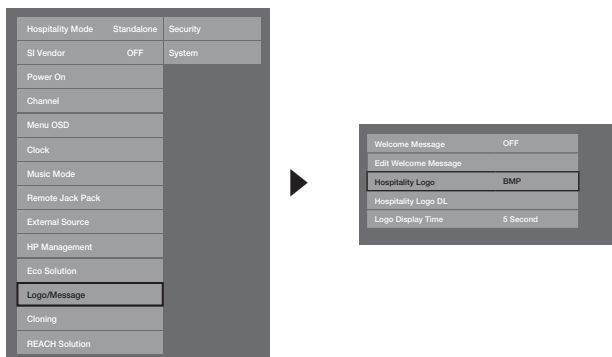 Hospitality Mode Standalone Security
SI Vendor OFF System
Power On
Channel
Menu OSD
Clock
Music Mode
Remote Jack Pack
External Source
HP Management
Eco Solution
Logo/Message
Cloning
REACH Solution
Welcome Message OFF
Edit Welcome Message
Hospitality Logo BMP
Hospitality Logo DL
Logo Display Time 5 Second